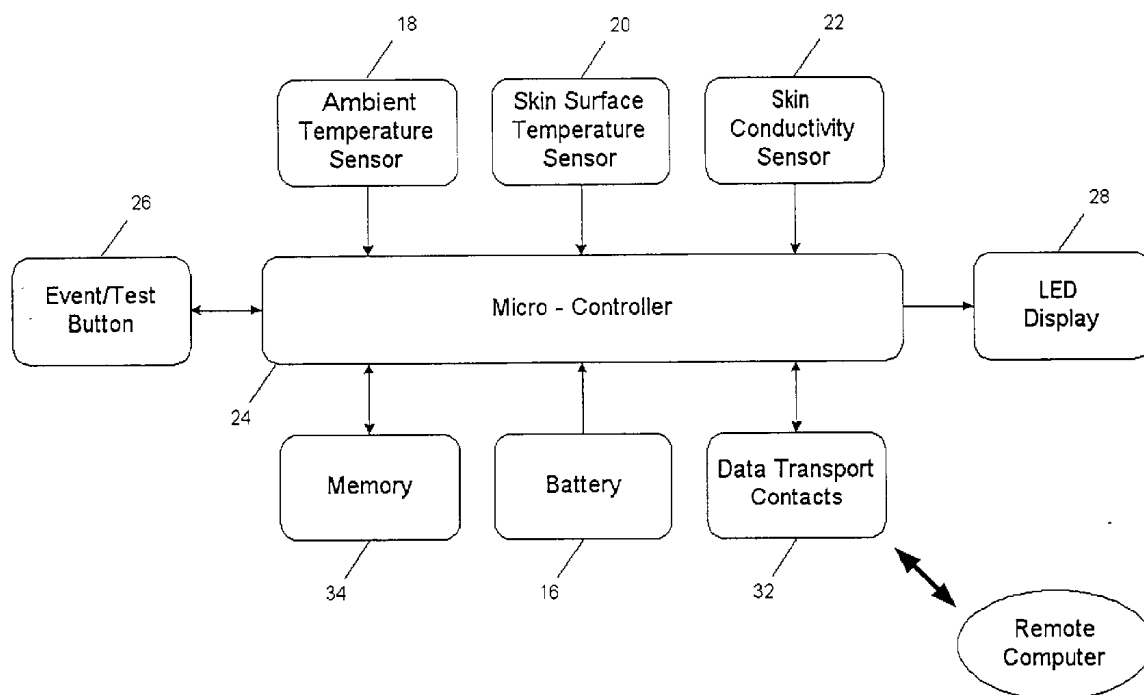 18
20
22
Ambient
Temperature
Sensor
Skin Surface
Temperature
Sensor
Skin
Conductivity
Sensor
26
28
Event/Test
Button
Micro - Controller
LED
Display
24
Memory
Battery
Data Transport
Contacts
34
16
32
Remote
Computer